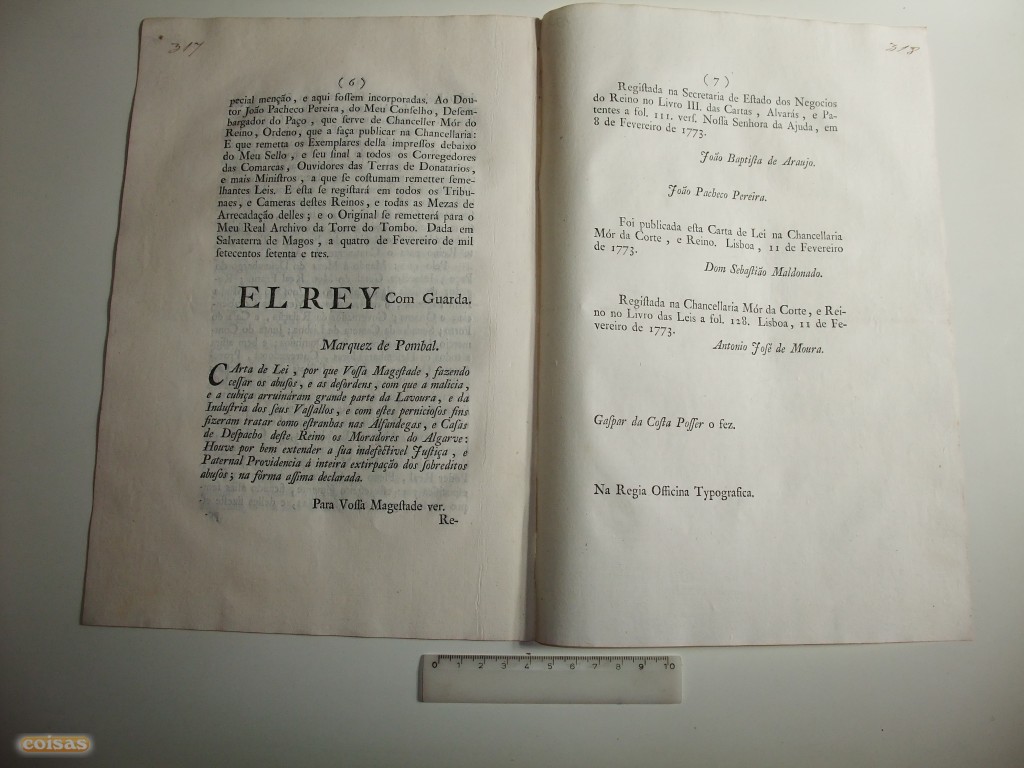 317
( 6 )
pecial menção, e aqui foſſem incorporadas. Ao Dou-
tor João Pacheco Pereira, do Meu Conſelho, Deſem-
bargador do Paço, que ſerve de Chanceller Mór do
Reino, Ordeno, que a faça publicar na Chancellaria:
E que remetta os Exemplares della impreſſos debaixo
do Meu Sello, e ſeu ſinal a todos os Corregedores
das Comarcas, Ouvidores das Terras de Donatarios,
e mais Miniſtros, a que ſe coſtumam remetter ſeme-
lhantes Leis. E eſta ſe regiſtará em todos os Tribu-
naes, e Cameras deſtes Reinos, e todas as Mezas de
Arrecadação delles; e o Original ſe remetterá para o
Meu Real Archivo da Torre do Tombo. Dada em
Salvaterra de Magos, a quatro de Fevereiro de mil
ſetecentos ſetenta e tres.
EL REY Com Guarda.
Marquez de Pombal.
CArta de Lei, por que Voſſa Mageſtade, fazendo
ceſſar os abuſos, e as deſordens, com que a malicia,
e a cubiça arruináram grande parte da Lavoura, e da
Induſtria dos ſeus Vaſſallos, e com eſtes pernicioſos fins
fizeram tratar como eſtranhas nas Alfandegas, e Caſas
de Deſpacho deſte Reino os Moradores do Algarve:
Houve por bem extender a ſua indefectivel Juſtiça, e
Paternal Providencia á inteira extirpação dos ſobreditos
abuſos; na fórma aſſima declarada.
Para Voſſa Mageſtade ver.
Re-
318
( 7 )
Regiſtada na Secretaria de Eſtado dos Negocios
do Reino no Livro III. das Cartas, Alvarás, e Pa-
tentes a fol. 111. verſ. Noſſa Senhora da Ajuda, em
8 de Fevereiro de 1773.
João Baptiſta de Araujo.
João Pacheco Pereira.
Foi publicada eſta Carta de Lei na Chancellaria
Mór da Corte, e Reino. Lisboa, 11 de Fevereiro
de 1773.
Dom Sebaſtião Maldonado.
Regiſtada na Chancellaria Mór da Corte, e Rei-
no no Livro das Leis a fol. 128. Lisboa, 11 de Fe-
vereiro de 1773.
Antonio Joſé de Moura.
Gaſpar da Coſta Poſſer o fez.
Na Regia Officina Typografica.
0 1 2 3 4 5 6 7 8 9 10
coisas